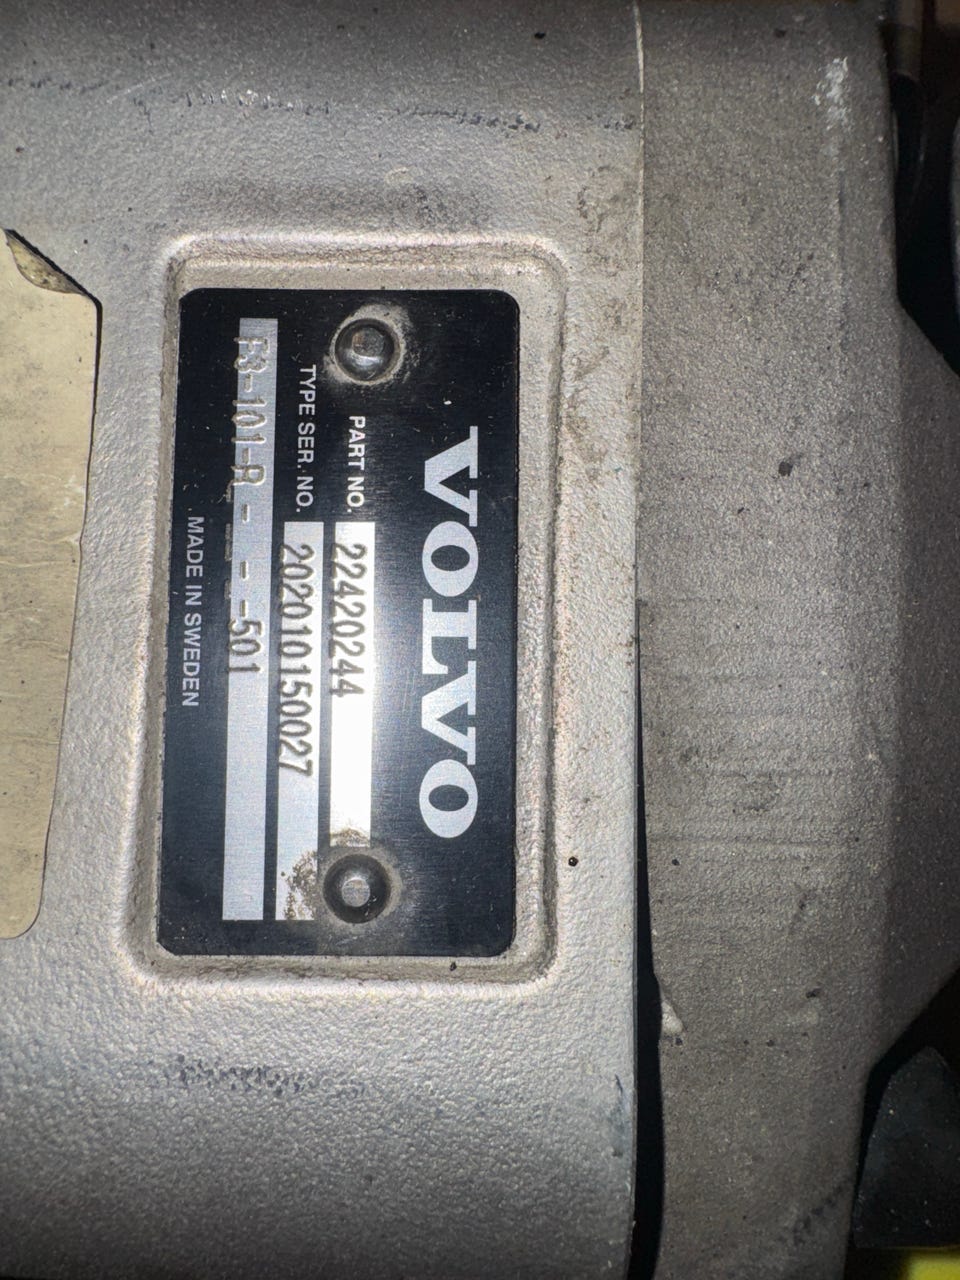 VOLVO
PART NO. 22420244
TYPE SER. NO. 2020101500​27
F3-101-R - - -501
MADE IN SWEDEN